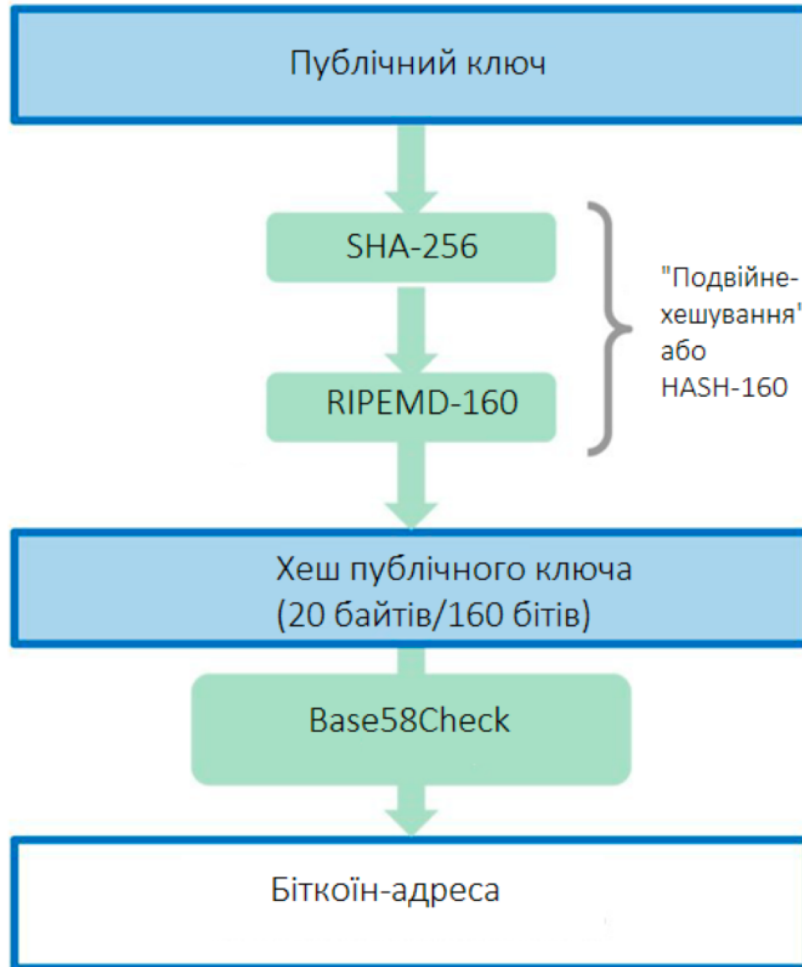 Публічний ключ
SHA-256
"Подвійне-
хешування"
або
HASH-160
RIPEMD-160
Хеш публічного ключа
(20 байтів/160 бітів)
Base58Check
Біткоїн-адреса